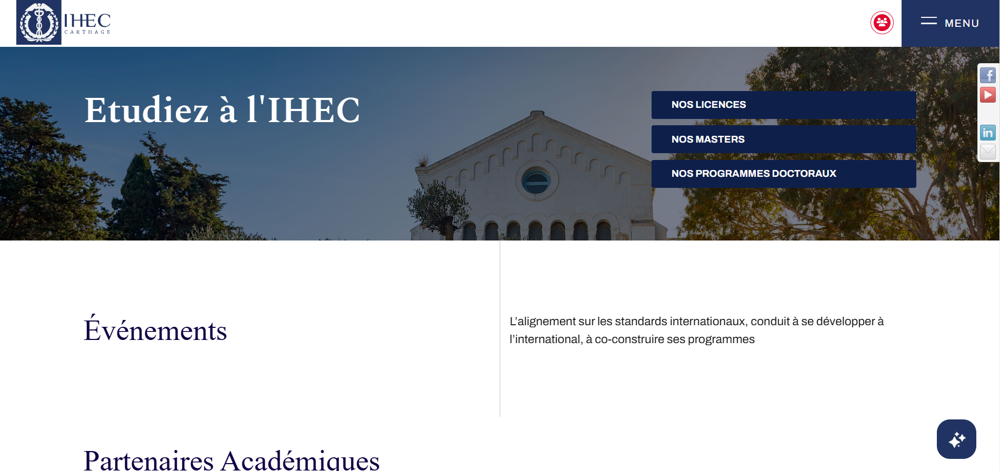 IHEC
CARTHAGE
MENU
Etudiez à l'IHEC
NOS LICENCES
NOS MASTERS
NOS PROGRAMMES DOCTORAUX
f
in
Événements
L’alignement sur les standards internationaux, conduit à se développer à
l’international, à co-construire ses programmes
Partenaires Académiques